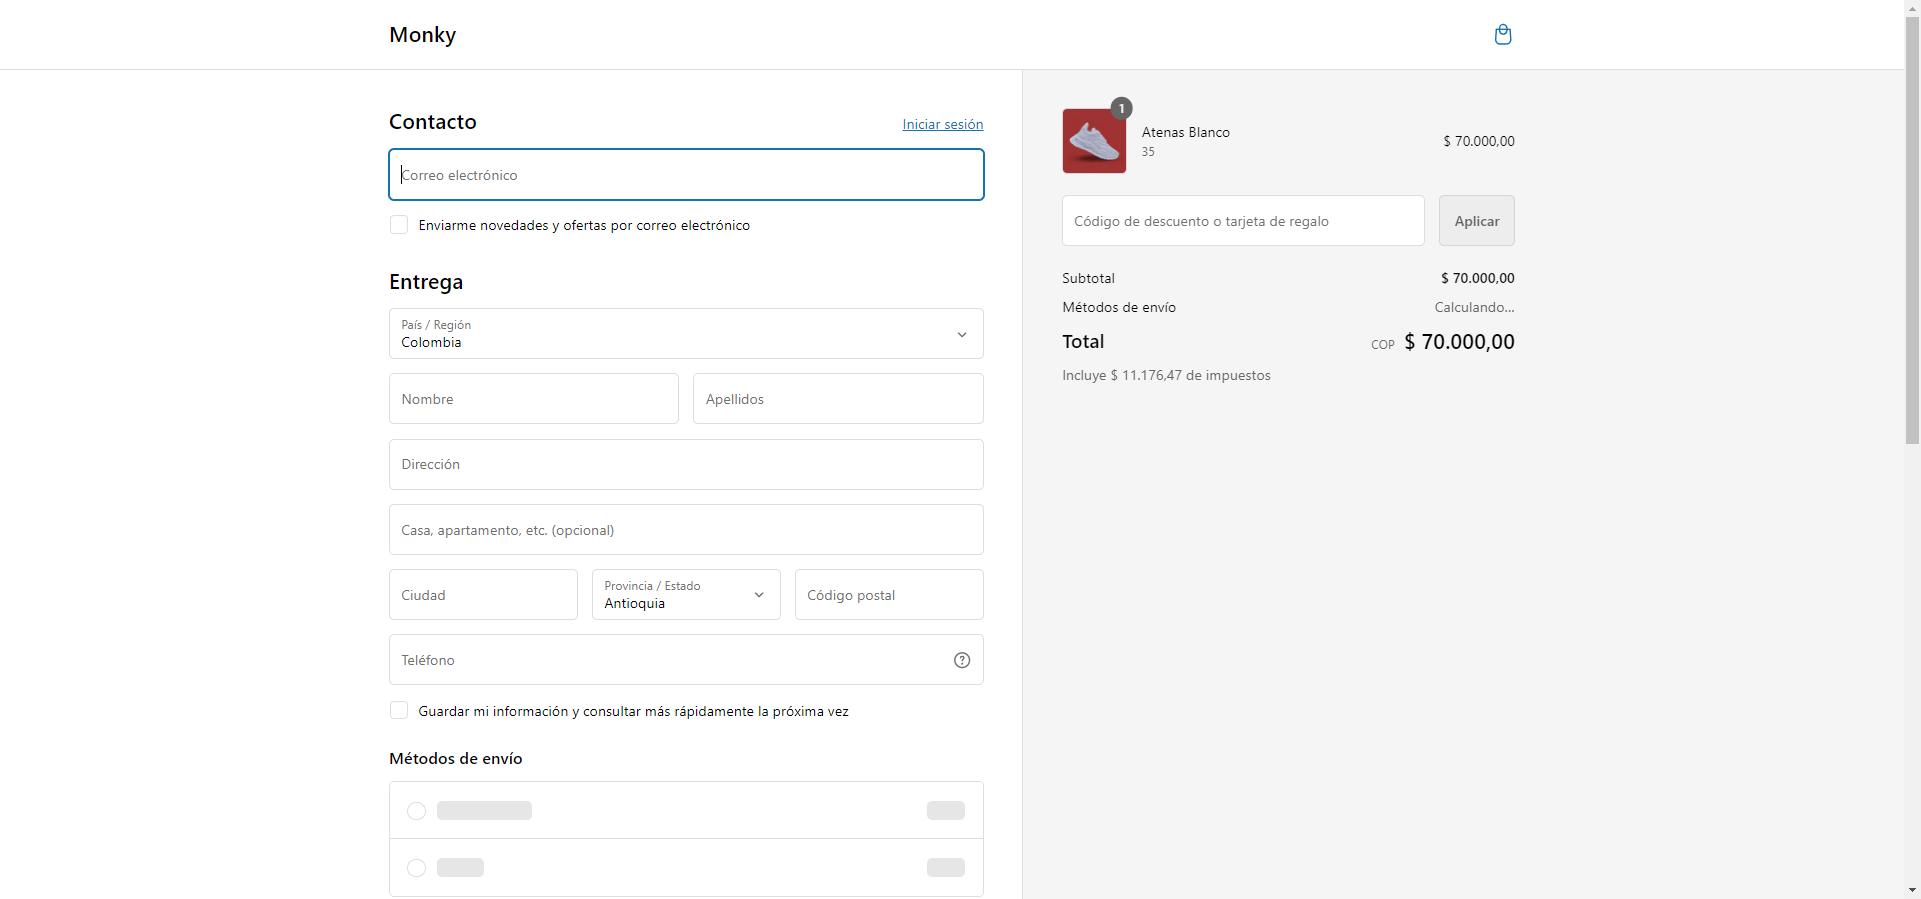 Monky
Contacto
Iniciar sesión
Correo electrónico
Enviarme novedades y ofertas por correo electrónico
Entrega
País / Región
Colombia
Nombre
Apellidos
Dirección
Casa, apartamento, etc. (opcional)
Ciudad
Provincia / Estado
Antioquia
Código postal
Teléfono
Guardar mi información y consultar más rápidamente la próxima vez
Métodos de envío
1
Atenas Blanco
35
$ 70.000,00
Código de descuento o tarjeta de regalo
Aplicar
Subtotal
$ 70.000,00
Métodos de envío
Calculando...
Total
COP $ 70.000,00
Incluye $ 11.176,47 de impuestos